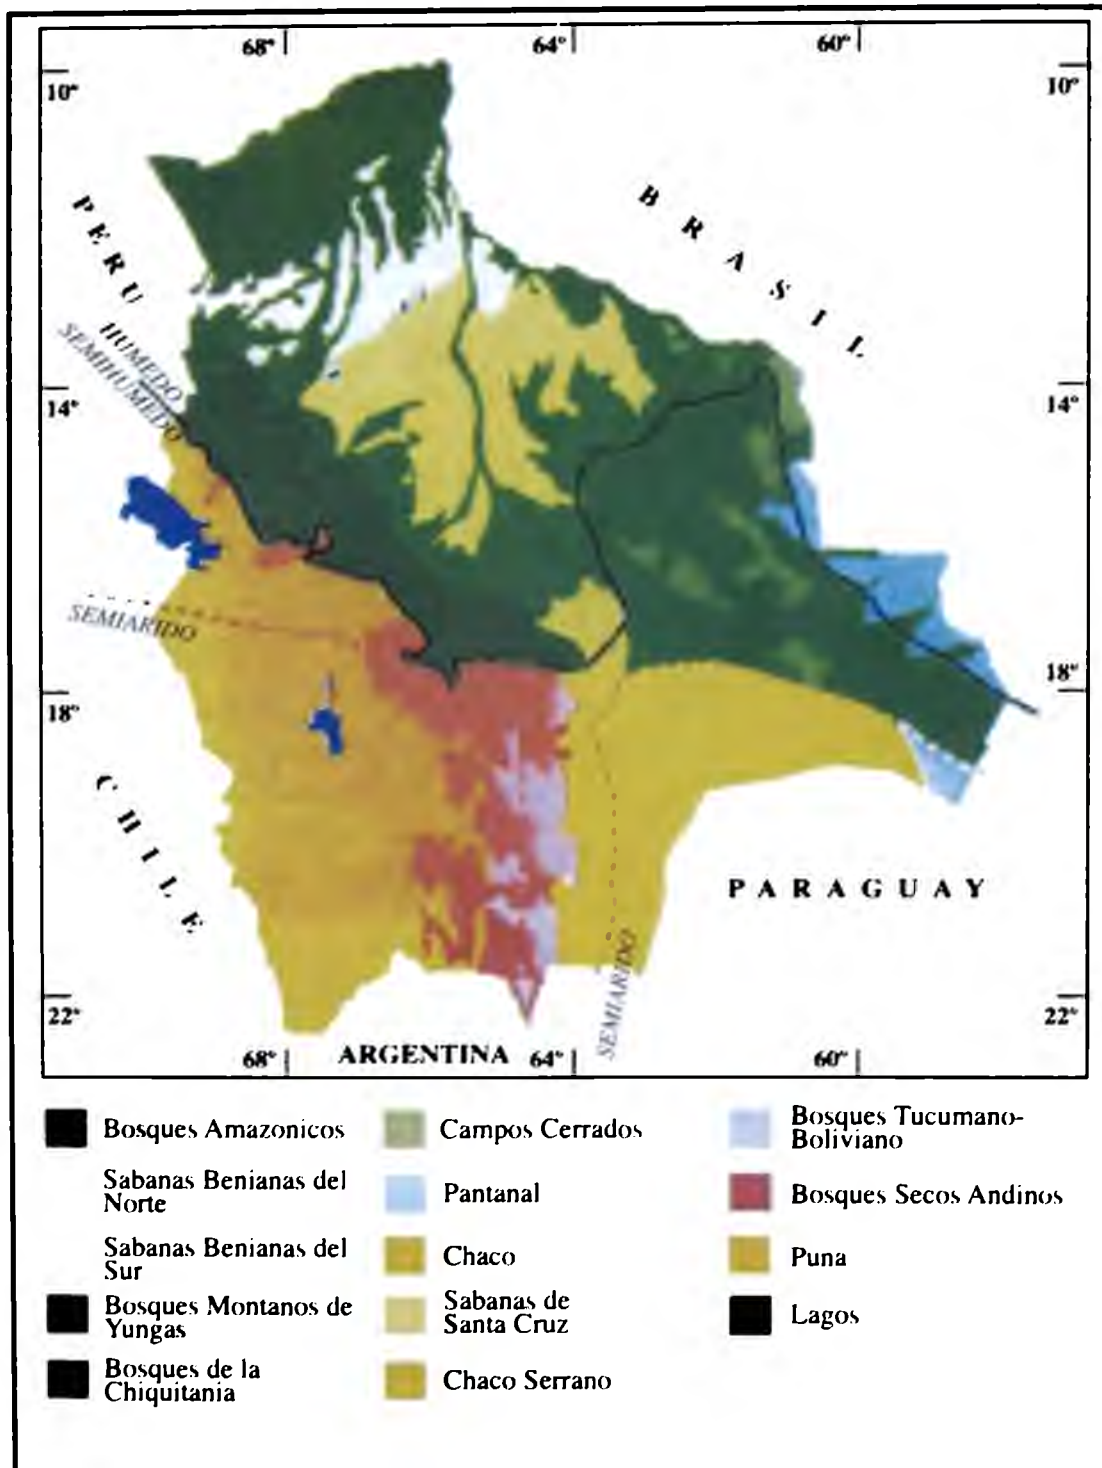 68° 64° 60°
10° 10°
PERU
BRASIL
HUMEDO
SEMIHUMEDO
14° 14°
SEMIARIDO
18° 18°
CHILE
PARAGUAY
SEMIARIDO
22° 22°
68° ARGENTINA 64° 60°
Bosques Amazonicos
Sabanas Benianas del
Norte
Sabanas Benianas del
Sur
Bosques Montanos de
Yungas
Bosques de la
Chiquitania
Campos Cerrados
Pantanal
Chaco
Sabanas de
Santa Cruz
Chaco Serrano
Bosques Tucumano-
Boliviano
Bosques Secos Andinos
Puna
Lagos